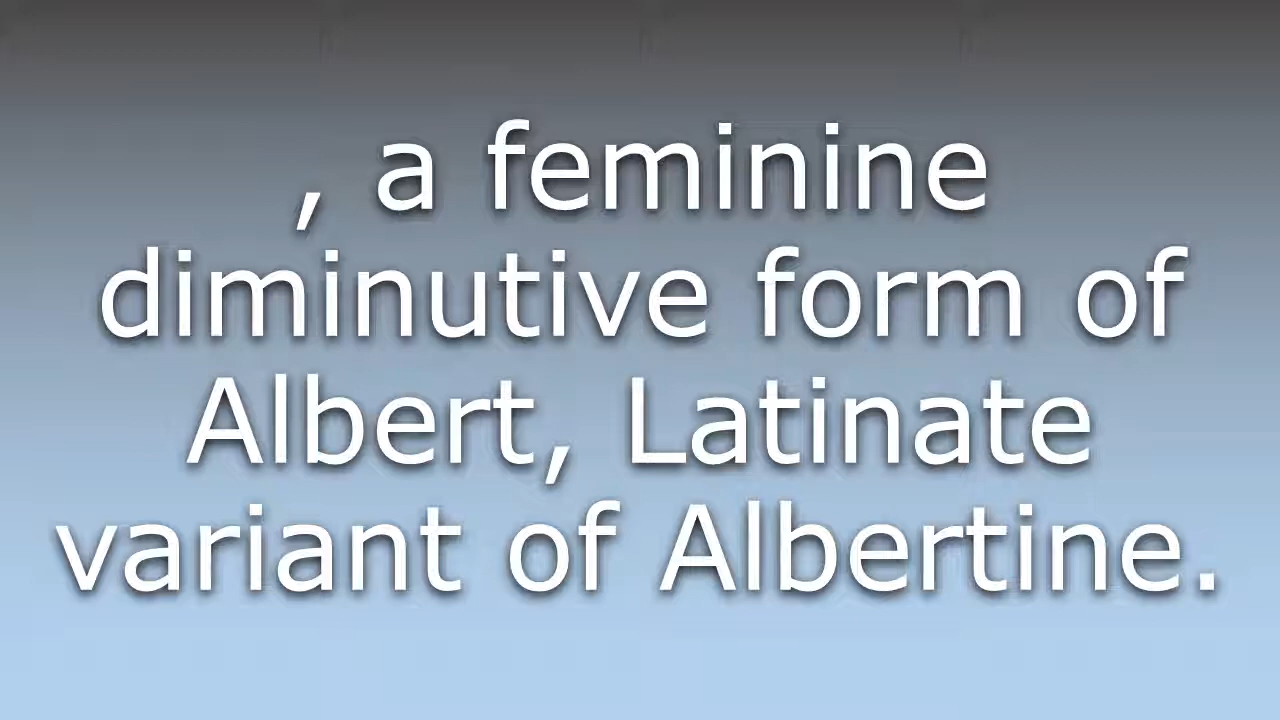 , a feminine
diminutive form of
Albert, Latinate
variant of Albertine.